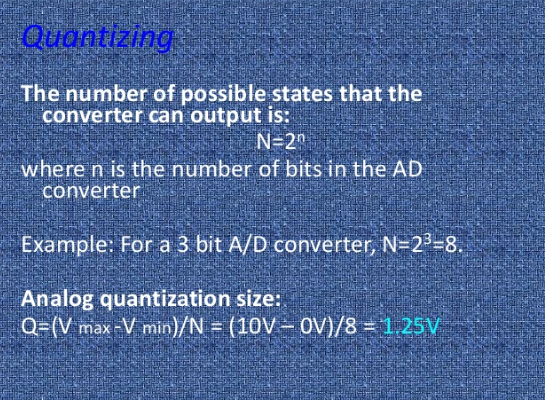 Quantizing
The number of possible states that the
converter can output is:
N=2ⁿ
where n is the number of bits in the AD
converter
Example: For a 3 bit A/D converter, N=2³=8.
Analog quantization size:
Q=(V max -V min)/N = (10V – 0V)/8 = 1.25V